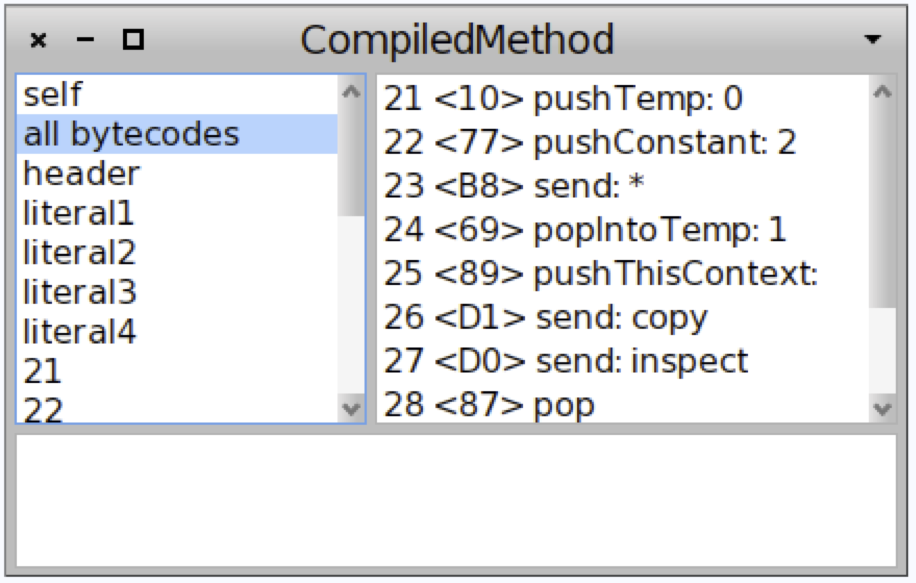 CompiledMethod
self
all bytecodes
header
literal1
literal2
literal3
literal4
21
22
21 <10> pushTemp: 0
22 <77> pushConstant: 2
23 <B8> send: *
24 <69> popIntoTemp: 1
25 <89> pushThisContext:
26 <D1> send: copy
27 <D0> send: inspect
28 <87> pop